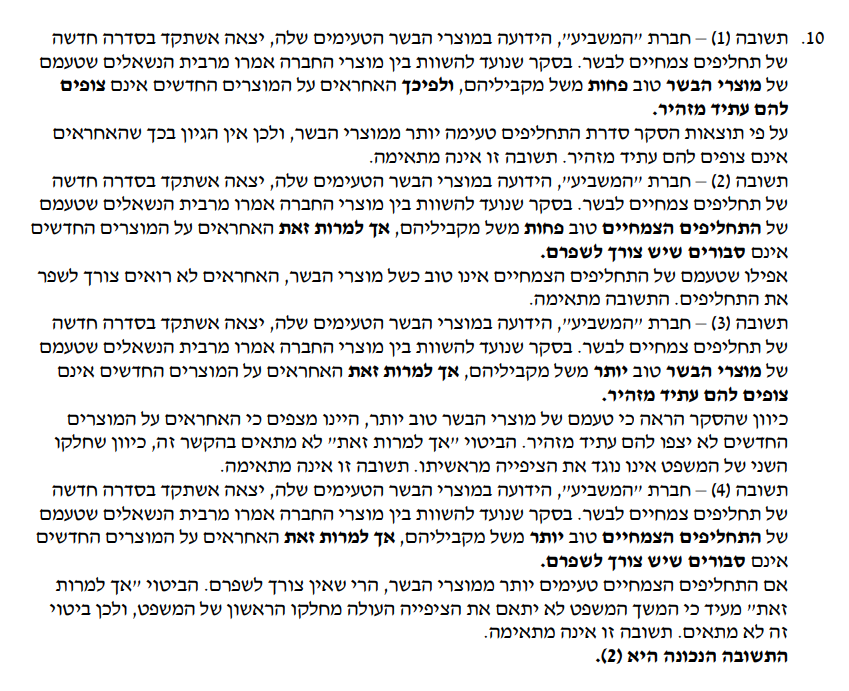 10. תשובה (1) – חברת "המשביע", הידועה במוצרי הבשר הטעימים שלה, יצאה אשתקד בסדרה חדשה
של תחליפים צמחיים לבשר. בסקר שנועד להשוות בין מוצרי החברה אמרו מרבית הנשאלים שטעמם
של מוצרי הבשר טוב פחות משל מקביליהם, ולפיכך האחראים על המוצרים החדשים אינם צופים
להם עתיד מזהיר.
על פי תוצאות הסקר סדרת התחליפים טעימה יותר ממוצרי הבשר, ולכן אין הגיון בכך שהאחראים
אינם צופים להם עתיד מזהיר. תשובה זו אינה מתאימה.
תשובה (2) – חברת "המשביע", הידועה במוצרי הבשר הטעימים שלה, יצאה אשתקד בסדרה חדשה
של תחליפים צמחיים לבשר. בסקר שנועד להשוות בין מוצרי החברה אמרו מרבית הנשאלים שטעמם
של התחליפים הצמחיים טוב פחות משל מקביליהם, אך למרות זאת האחראים על המוצרים החדשים
אינם סבורים שיש צורך לשפרם.
אפילו שטעמם של התחליפים הצמחיים אינו טוב כשל מוצרי הבשר, האחראים לא רואים צורך לשפר
את התחליפים. התשובה מתאימה.
תשובה (3) – חברת "המשביע", הידועה במוצרי הבשר הטעימים שלה, יצאה אשתקד בסדרה חדשה
של תחליפים צמחיים לבשר. בסקר שנועד להשוות בין מוצרי החברה אמרו מרבית הנשאלים שטעמם
של מוצרי הבשר טוב יותר משל מקביליהם, אך למרות זאת האחראים על המוצרים החדשים אינם
צופים להם עתיד מזהיר.
כיוון שהסקר הראה כי טעמם של מוצרי הבשר טוב יותר, היינו מצפים כי האחראים על המוצרים
החדשים לא יצפו להם עתיד מזהיר. הביטוי "אך למרות זאת" לא מתאים בהקשר זה, כיוון שחלקו
השני של המשפט אינו נוגד את הציפייה מראשיתו. תשובה זו אינה מתאימה.
תשובה (4) – חברת "המשביע", הידועה במוצרי הבשר הטעימים שלה, יצאה אשתקד בסדרה חדשה
של תחליפים צמחיים לבשר. בסקר שנועד להשוות בין מוצרי החברה אמרו מרבית הנשאלים שטעמם
של התחליפים הצמחיים טוב יותר משל מקביליהם, אך למרות זאת האחראים על המוצרים החדשים
אינם סבורים שיש צורך לשפרם.
אם התחליפים הצמחיים טעימים יותר ממוצרי הבשר, הרי שאין צורך לשפרם. הביטוי "אך למרות
זאת" מעיד כי המשך המשפט לא יתאם את הציפייה העולה מחלקו הראשון של המשפט, ולכן ביטוי
זה לא מתאים. תשובה זו אינה מתאימה.
התשובה הנכונה היא (2).